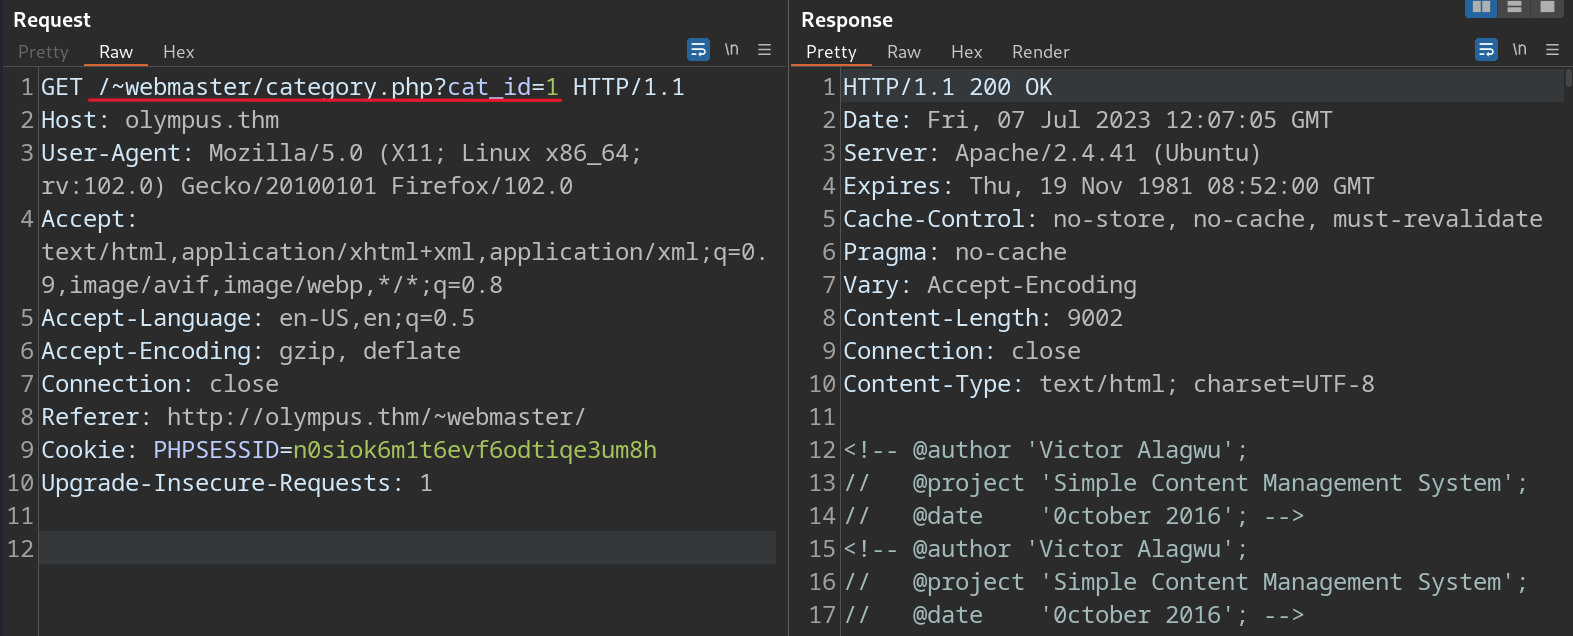 Request
Pretty Raw Hex
\n
1 GET /~webmaster/category.php?cat_id=1 HTTP/1.1
2 Host: olympus.thm
3 User-Agent: Mozilla/5.0 (X11; Linux x86_64;
rv:102.0) Gecko/20100101 Firefox/102.0
4 Accept:
text/html,application/xhtml+xml,application/xml;q=0.
9,image/avif,image/webp,*/*;q=0.8
5 Accept-Language: en-US,en;q=0.5
6 Accept-Encoding: gzip, deflate
7 Connection: close
8 Referer: http://olympus.thm/~webmaster/
9 Cookie: PHPSESSID=n0siok6m1t6evf6odtiqe3um8h
10 Upgrade-Insecure-Requests: 1
11
12
Response
Pretty Raw Hex Render
\n
1 HTTP/1.1 200 OK
2 Date: Fri, 07 Jul 2023 12:07:05 GMT
3 Server: Apache/2.4.41 (Ubuntu)
4 Expires: Thu, 19 Nov 1981 08:52:00 GMT
5 Cache-Control: no-store, no-cache, must-revalidate
6 Pragma: no-cache
7 Vary: Accept-Encoding
8 Content-Length: 9002
9 Connection: close
10 Content-Type: text/html; charset=UTF-8
11
12 <!-- @author 'Victor Alagwu';
13 //   @project 'Simple Content Management System';
14 //   @date    '0ctober 2016'; -->
15 <!-- @author 'Victor Alagwu';
16 //   @project 'Simple Content Management System';
17 //   @date    '0ctober 2016'; -->